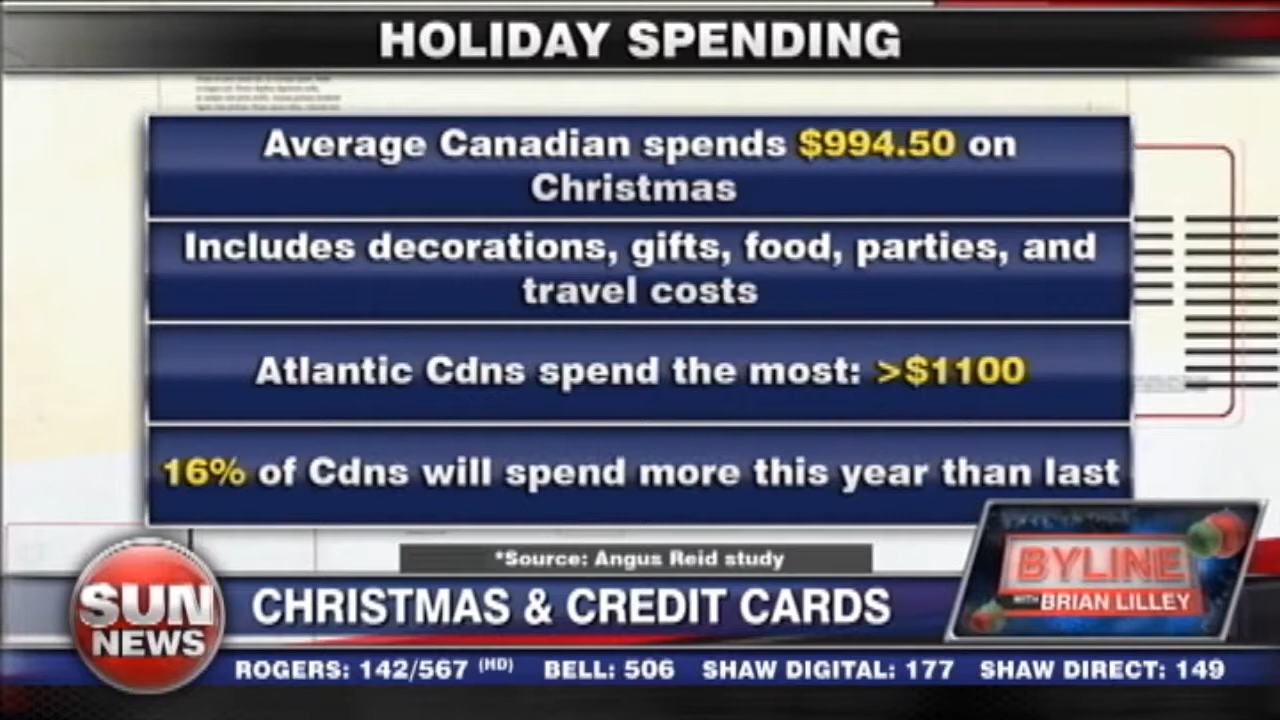 HOLIDAY SPENDING
Average Canadian spends $994.50 on
Christmas
Includes decorations, gifts, food, parties, and
travel costs
Atlantic Cdns spend the most: >$1100
16% of Cdns will spend more this year than last
*Source: Angus Reid study
SUN
NEWS
CHRISTMAS & CREDIT CARDS
BYLINE
WITH BRIAN LILLEY
ROGERS: 142/567 (HD) BELL: 506 SHAW DIGITAL: 177 SHAW DIRECT: 149